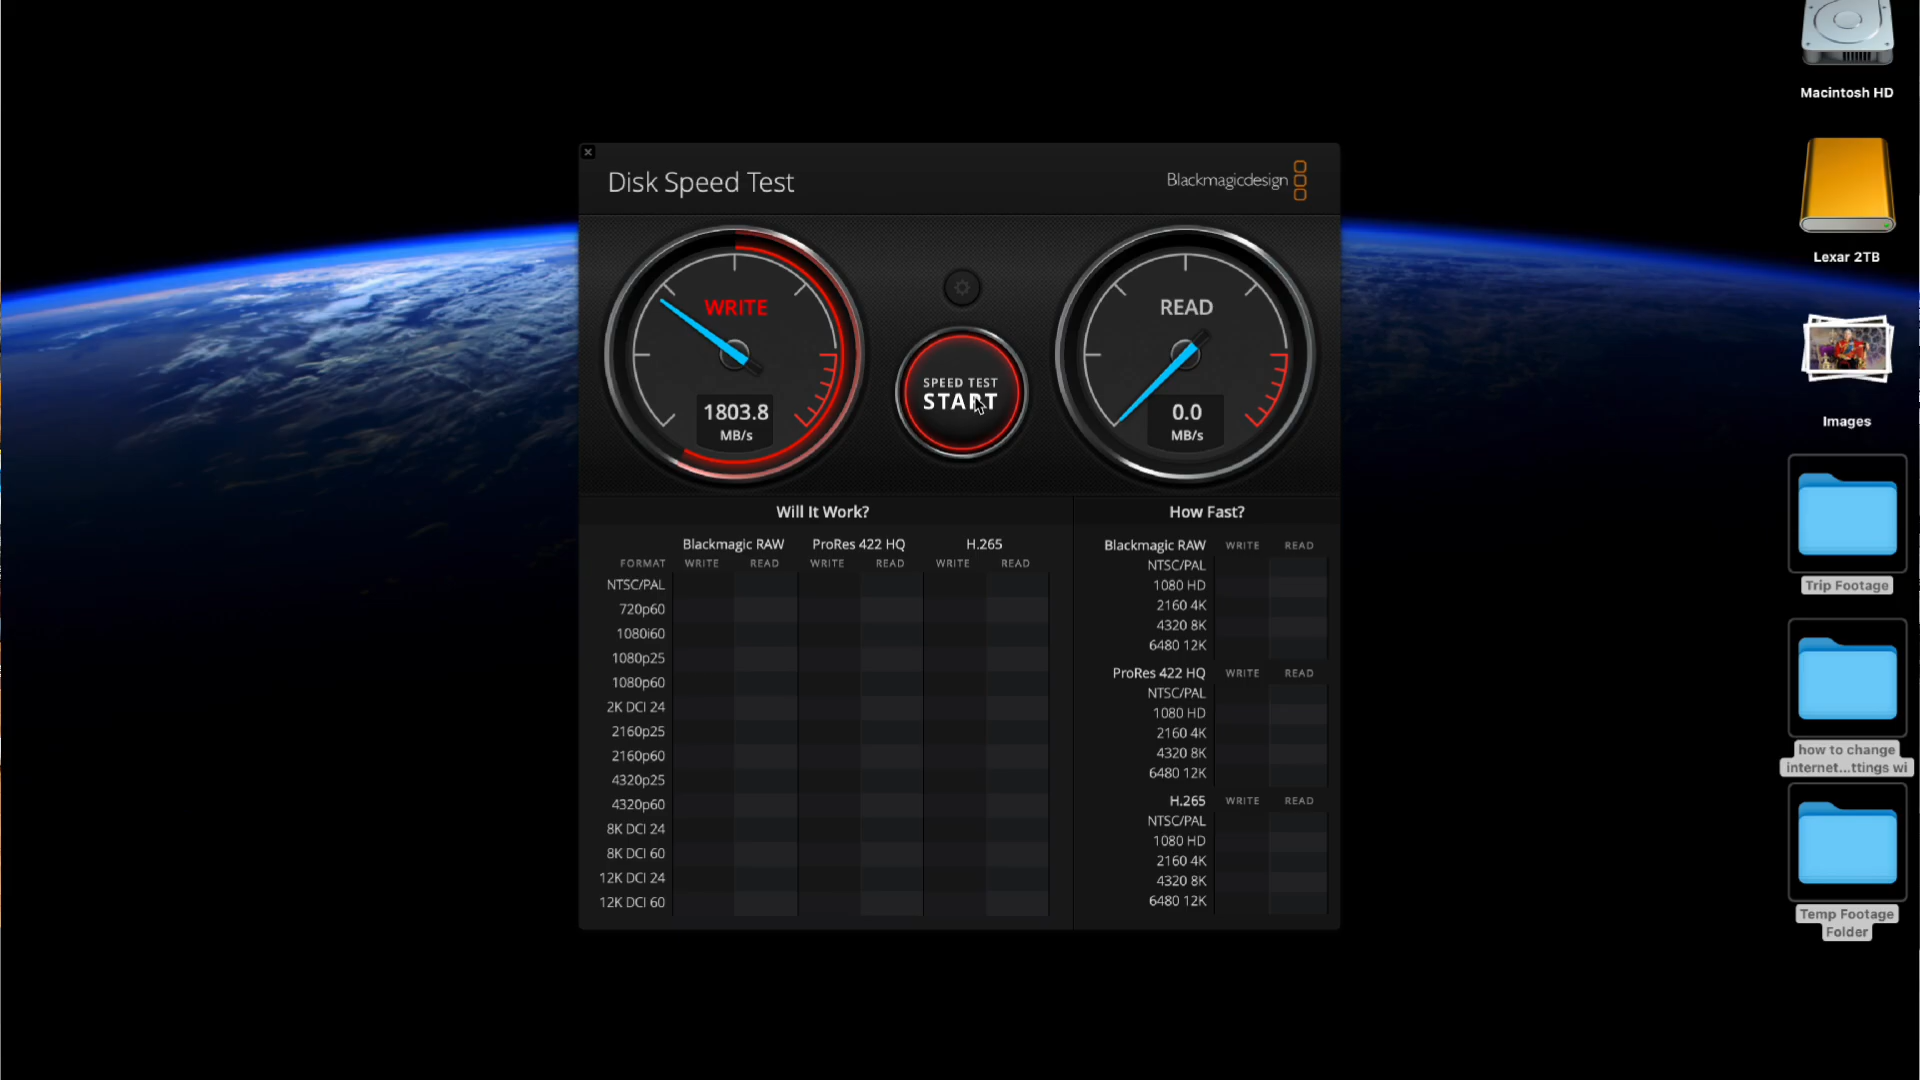 Disk Speed Test
Blackmagicdesign
WRITE
1803.8
MB/s
SPEED TEST
START
READ
0.0
MB/s
Will It Work?
Blackmagic RAW ProRes 422 HQ H.265
FORMAT WRITE READ WRITE READ WRITE READ
NTSC/PAL
720p60
1080i60
1080p25
1080p60
2K DCI 24
2160p25
2160p60
4320p25
4320p60
8K DCI 24
8K DCI 60
12K DCI 24
12K DCI 60
How Fast?
Blackmagic RAW WRITE READ
NTSC/PAL
1080 HD
2160 4K
4320 8K
6480 12K
ProRes 422 HQ WRITE READ
NTSC/PAL
1080 HD
2160 4K
4320 8K
6480 12K
H.265 WRITE READ
NTSC/PAL
1080 HD
2160 4K
4320 8K
6480 12K
Macintosh HD
Lexar 2TB
Images
Trip Footage
how to change
internet...ttings wi
Temp Footage
Folder